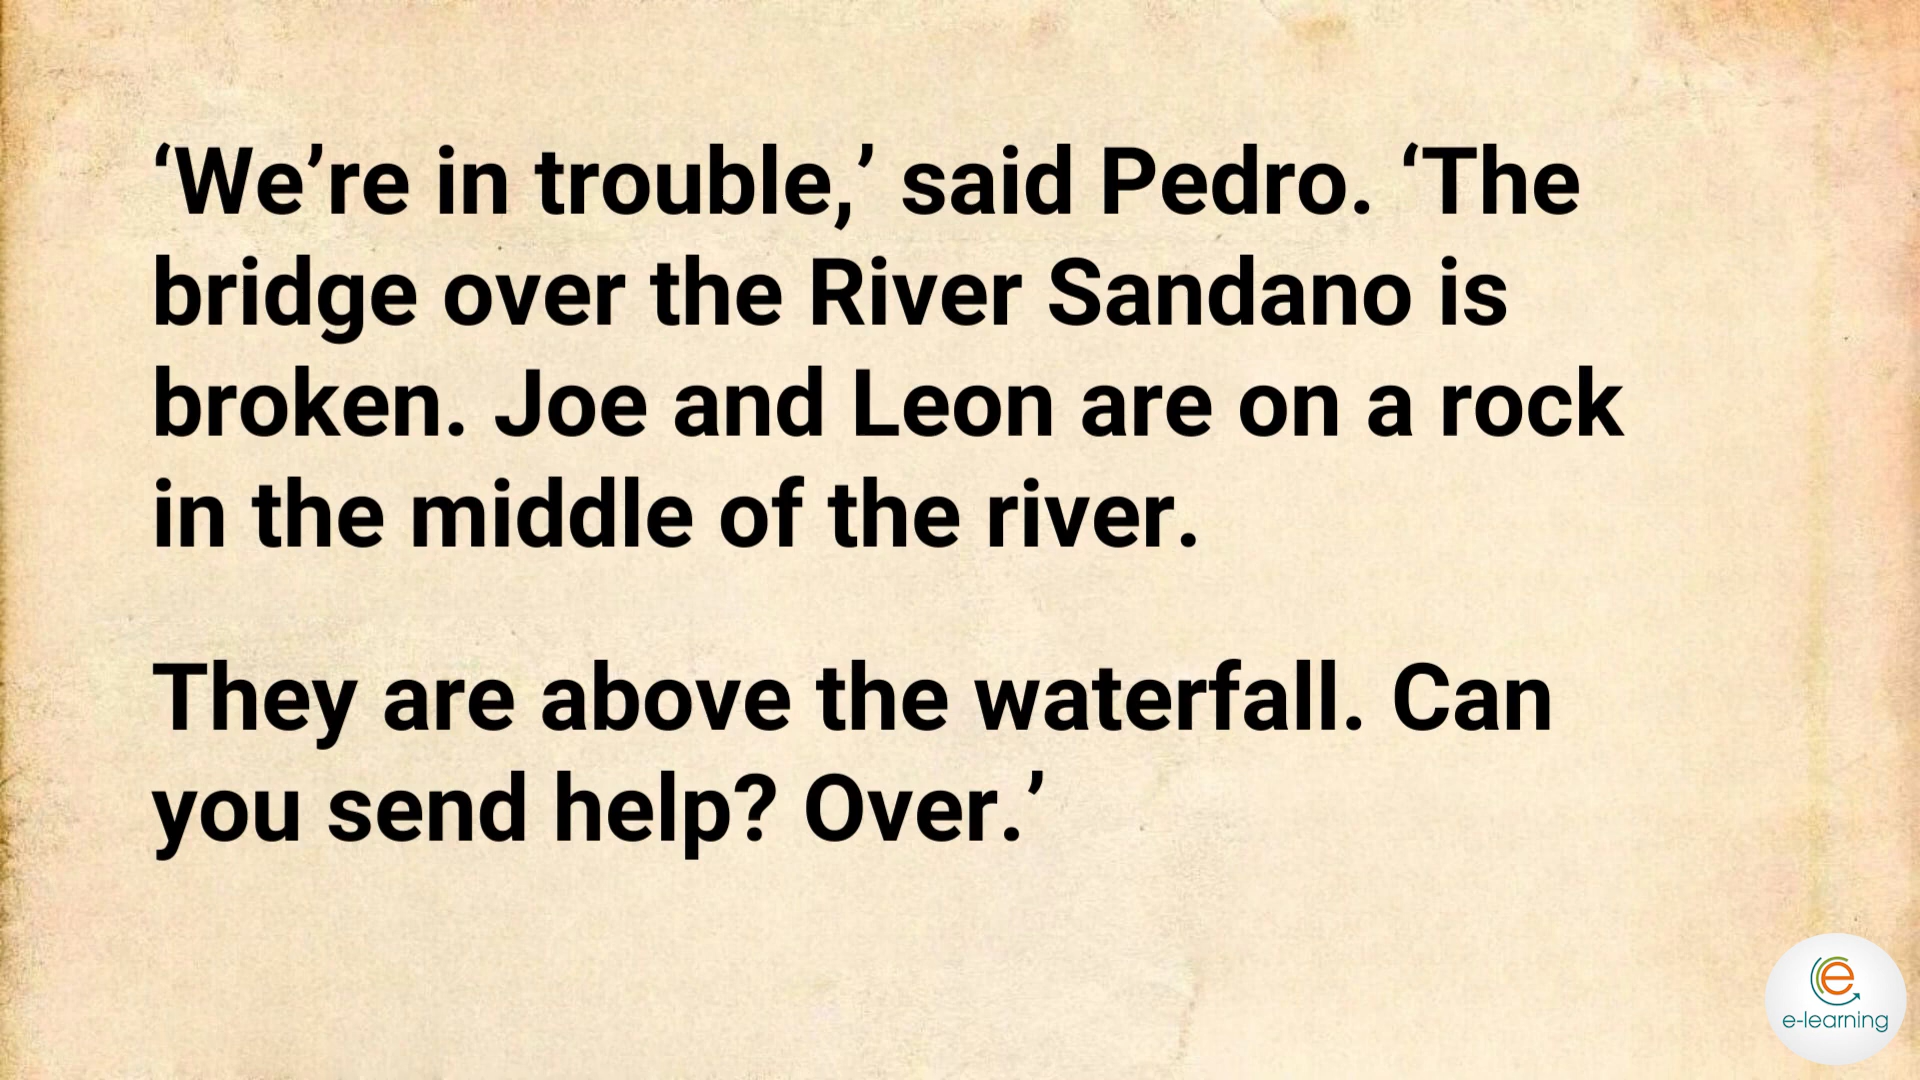 ‘We’re in trouble,’ said Pedro. ‘The
bridge over the River Sandano is
broken. Joe and Leon are on a rock
in the middle of the river.
They are above the waterfall. Can
you send help? Over.’
e-learning